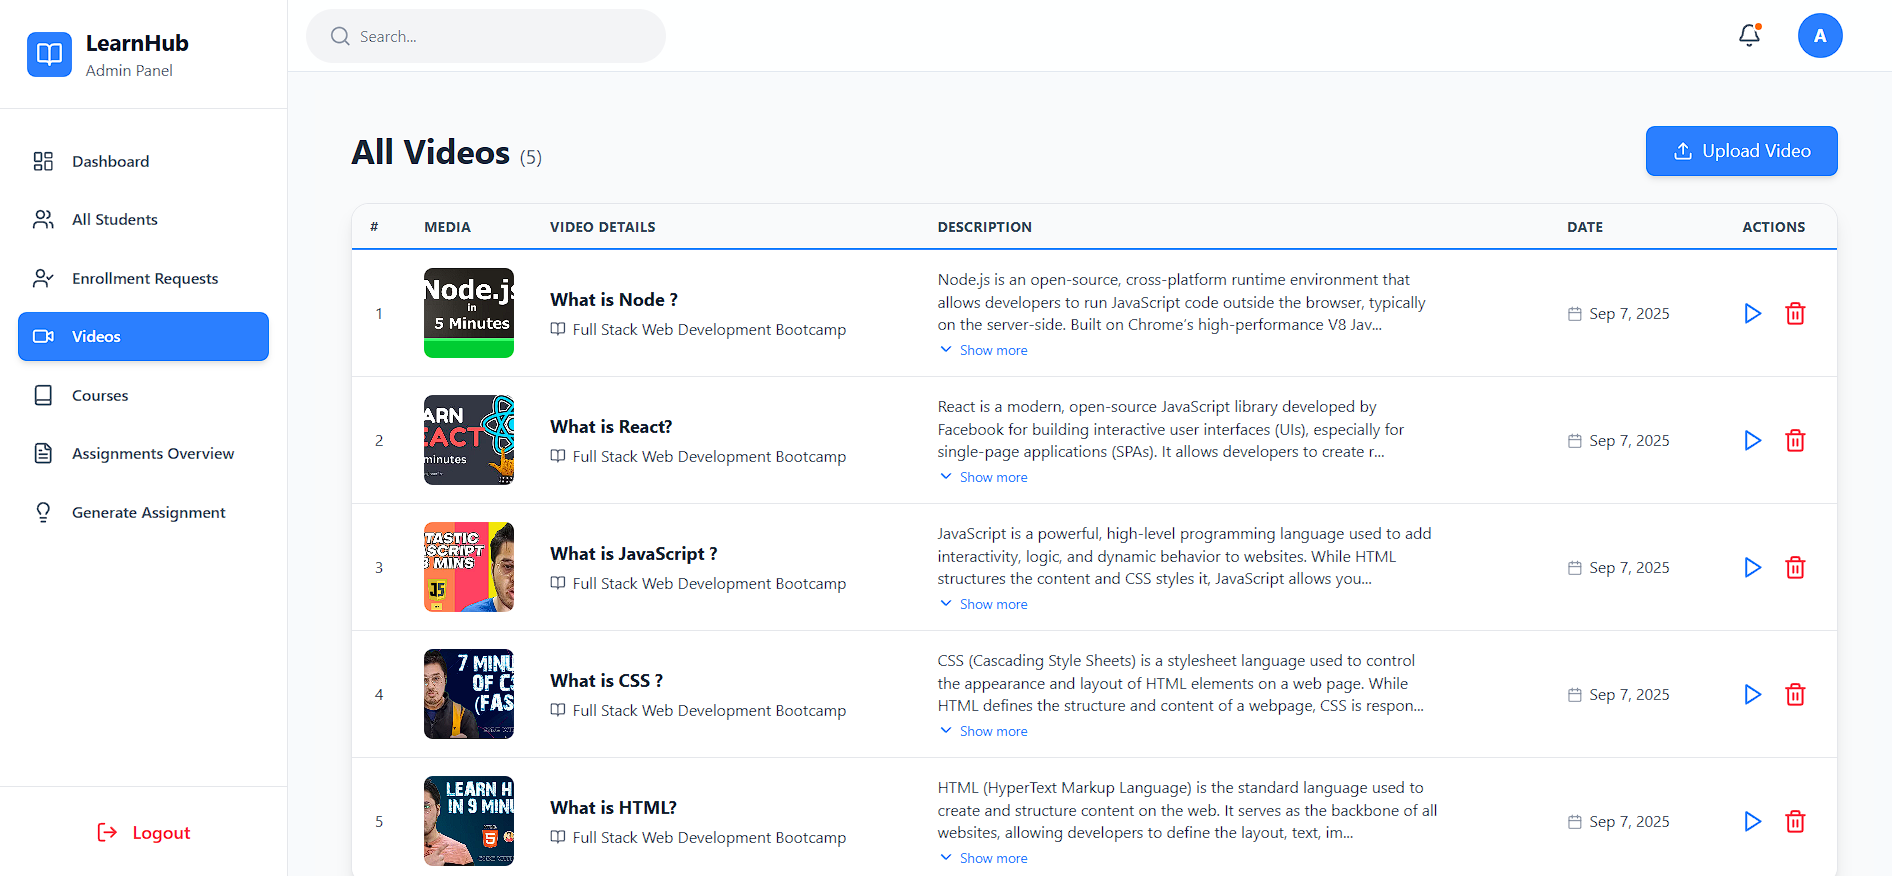 LearnHub
Admin Panel
Search...
A
Dashboard
All Students
Enrollment Requests
Videos
Courses
Assignments Overview
Generate Assignment
Logout
All Videos (5)
Upload Video
# MEDIA VIDEO DETAILS DESCRIPTION DATE ACTIONS
1
Node.js
in
5 Minutes
What is Node ?
Full Stack Web Development Bootcamp
Node.js is an open-source, cross-platform runtime environment that
allows developers to run JavaScript code outside the browser, typically
on the server-side. Built on Chrome's high-performance V8 Jav...
Show more
Sep 7, 2025
2
ARN
EACT
minutes
What is React?
Full Stack Web Development Bootcamp
React is a modern, open-source JavaScript library developed by
Facebook for building interactive user interfaces (UIs), especially for
single-page applications (SPAs). It allows developers to create r...
Show more
Sep 7, 2025
3
TASTIC
ASCRIPT
3 MINS
JS
What is JavaScript ?
Full Stack Web Development Bootcamp
JavaScript is a powerful, high-level programming language used to add
interactivity, logic, and dynamic behavior to websites. While HTML
structures the content and CSS styles it, JavaScript allows you...
Show more
Sep 7, 2025
4
7 MINU
OF CS
(FAS
What is CSS ?
Full Stack Web Development Bootcamp
CSS (Cascading Style Sheets) is a stylesheet language used to control
the appearance and layout of HTML elements on a web page. While
HTML defines the structure and content of a webpage, CSS is respon...
Show more
Sep 7, 2025
5
LEARN H
IN 9 MINU
5
What is HTML?
Full Stack Web Development Bootcamp
HTML (HyperText Markup Language) is the standard language used to
create and structure content on the web. It serves as the backbone of all
websites, allowing developers to define the layout, text, im...
Show more
Sep 7, 2025